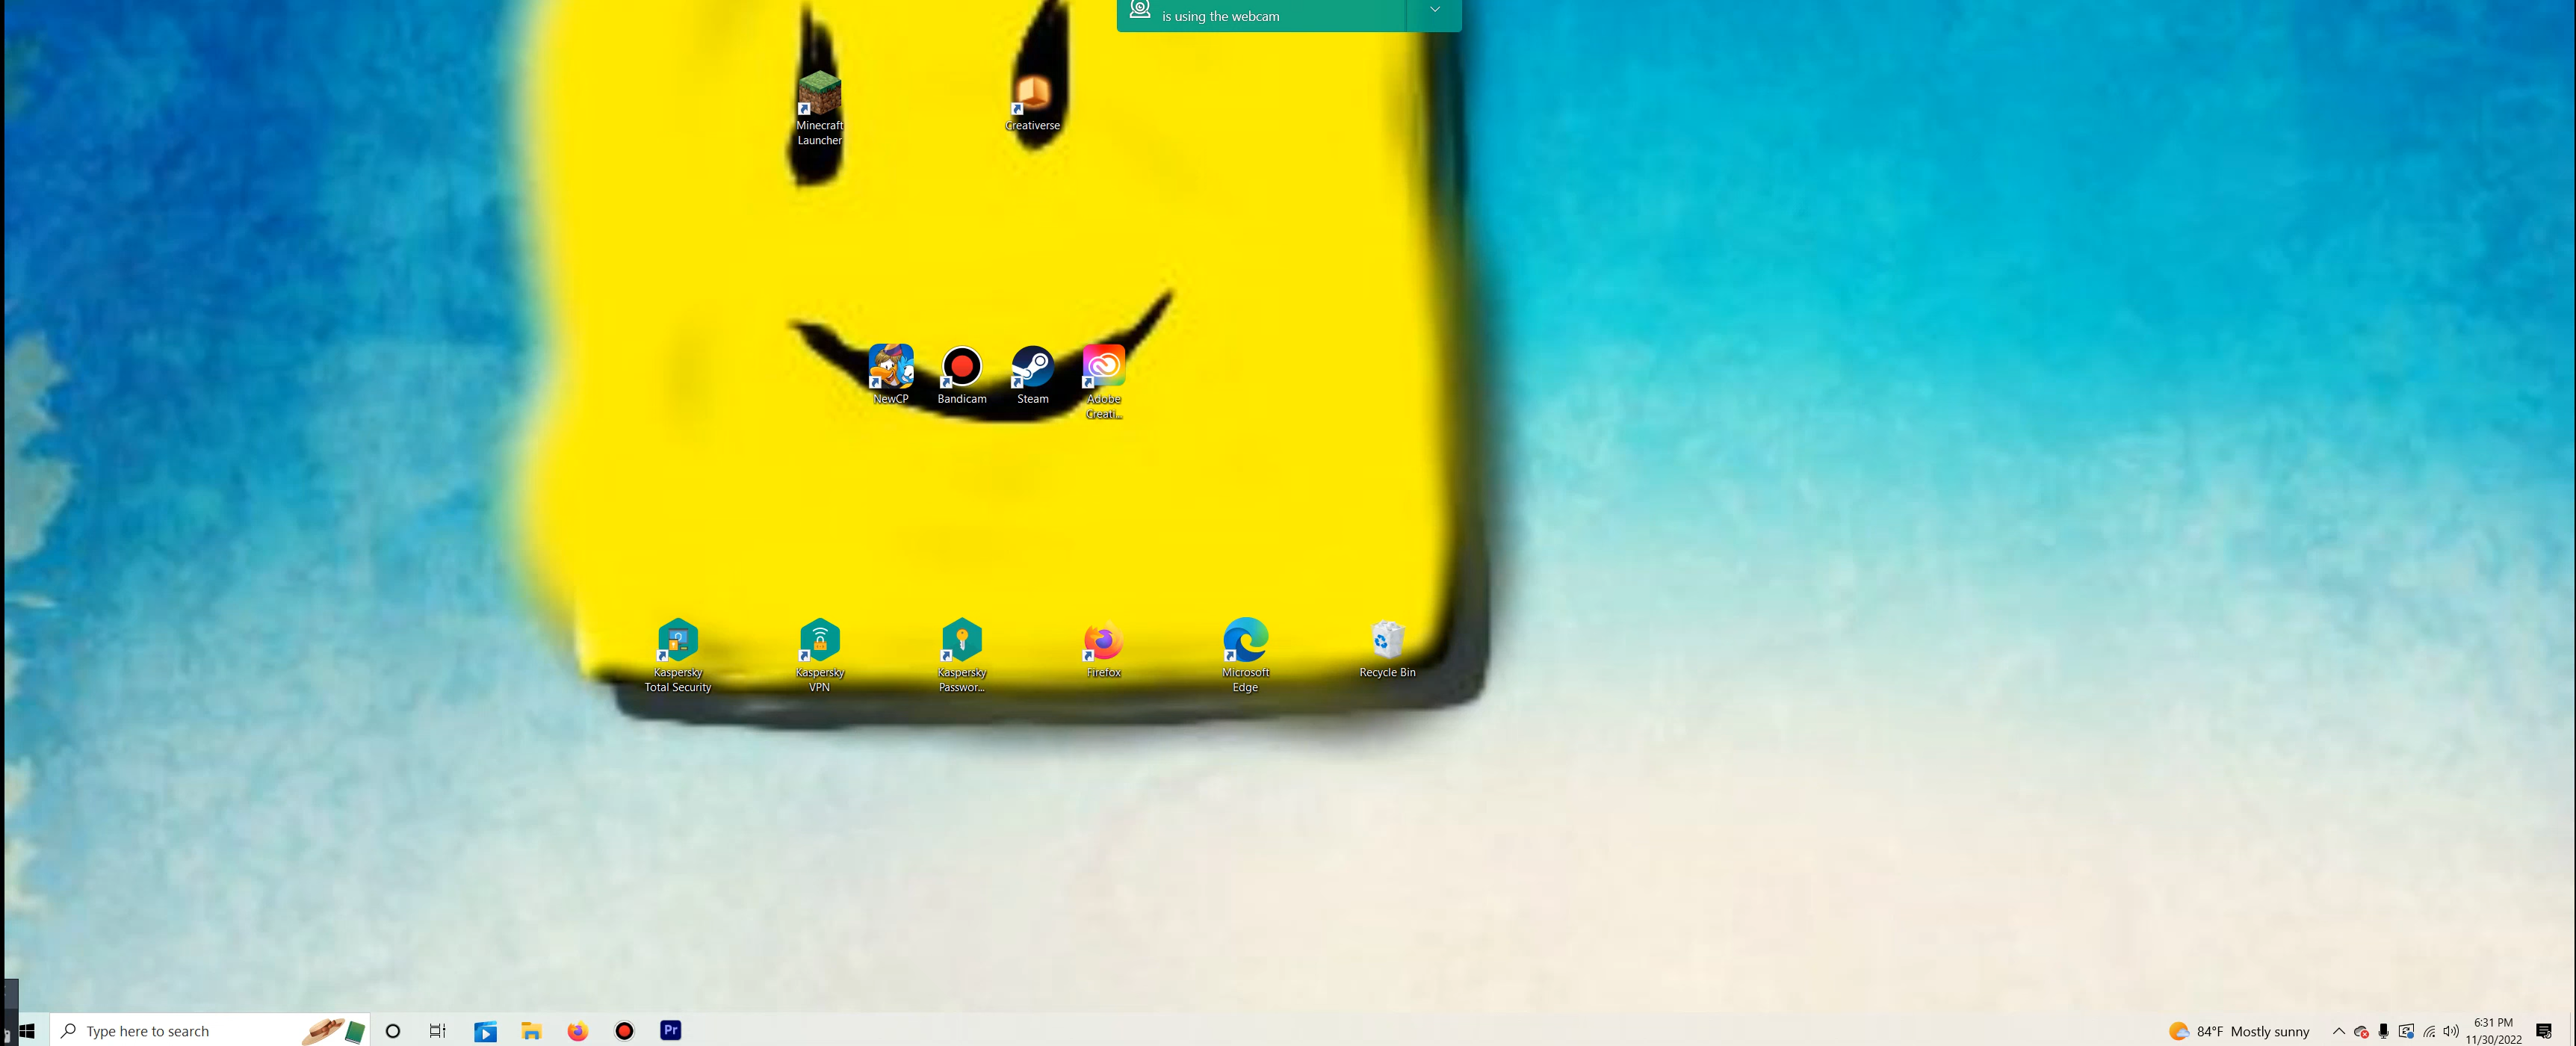 is using the webcam
Minecraft
Launcher
Creativerse
NewCP
Bandicam
Steam
Adobe
Creati...
Kaspersky
Total Security
Kaspersky
VPN
Kaspersky
Passwor...
Firefox
Microsoft
Edge
Recycle Bin
Type here to search
Pr
84°F Mostly sunny
6:31 PM
11/30/2022